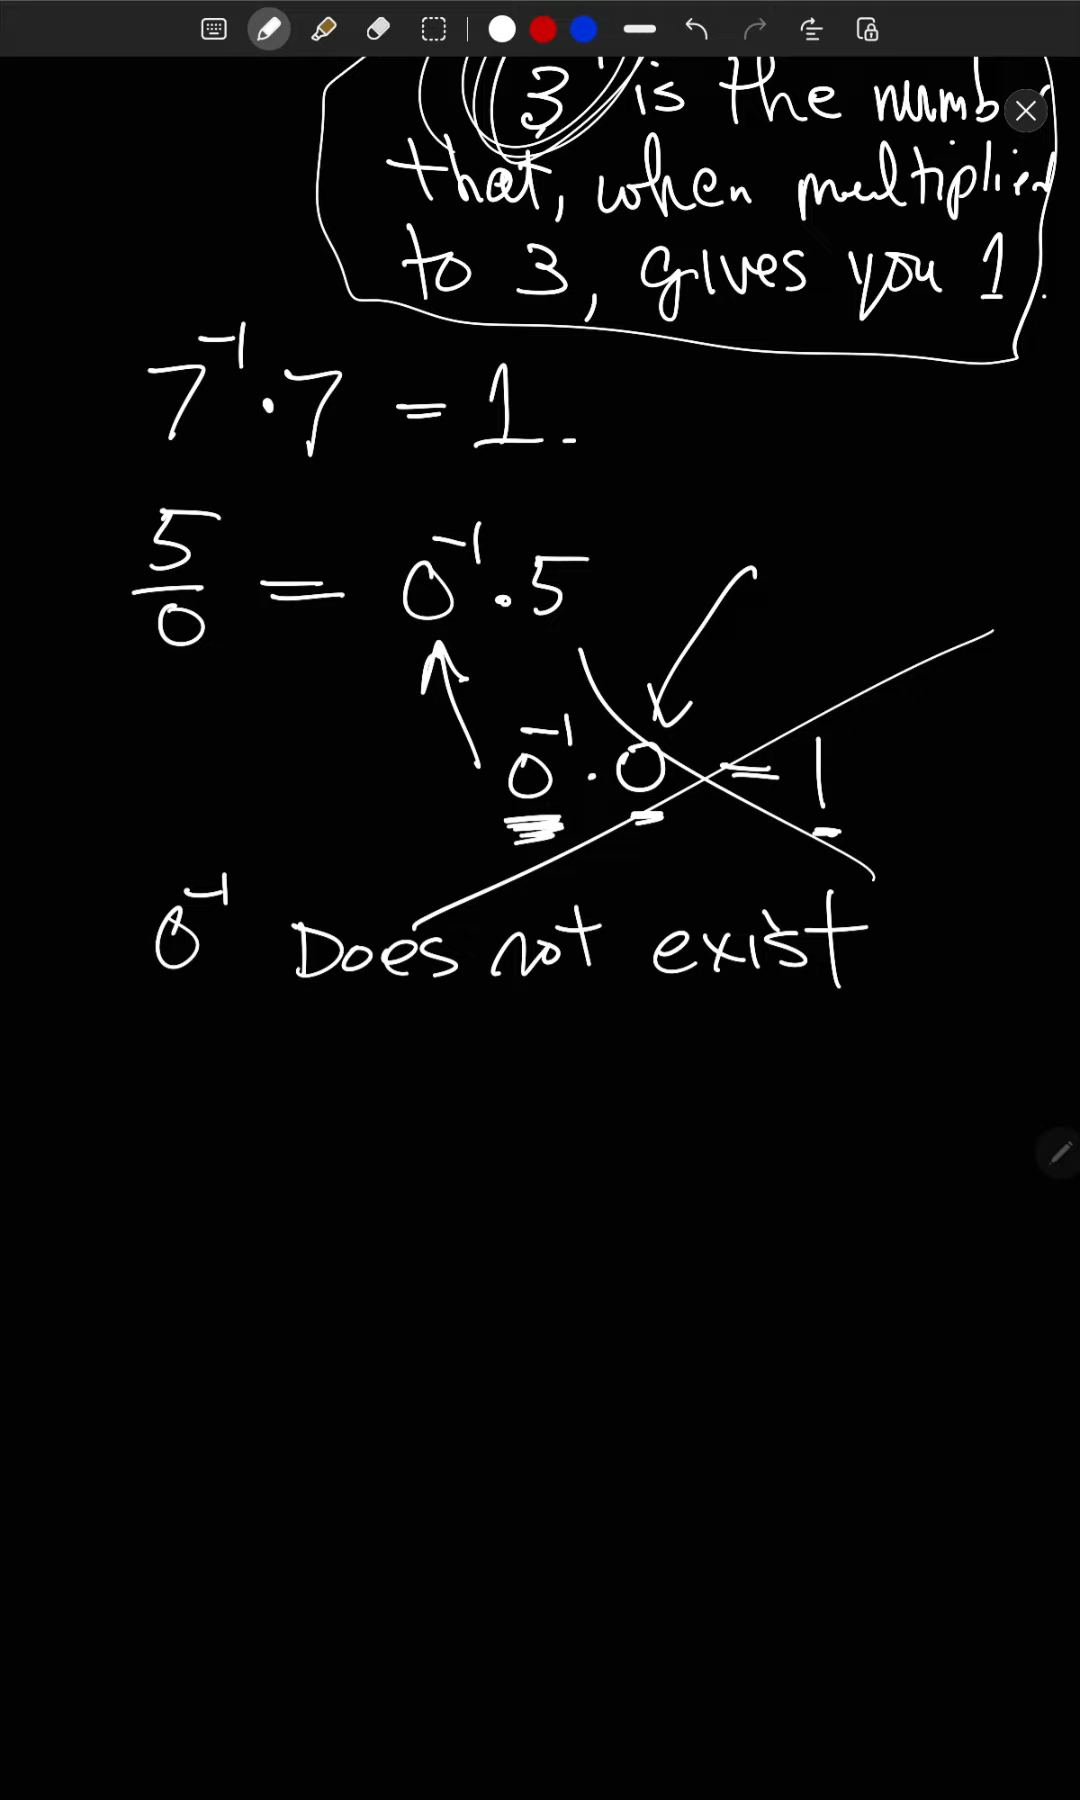 3⁻¹ is the numb
that, when multiplied
to 3, gives you 1.
7⁻¹ · 7 = 1.
5/0 = 0⁻¹ · 5
0⁻¹ · 0 = 1
0⁻¹ Does not exist